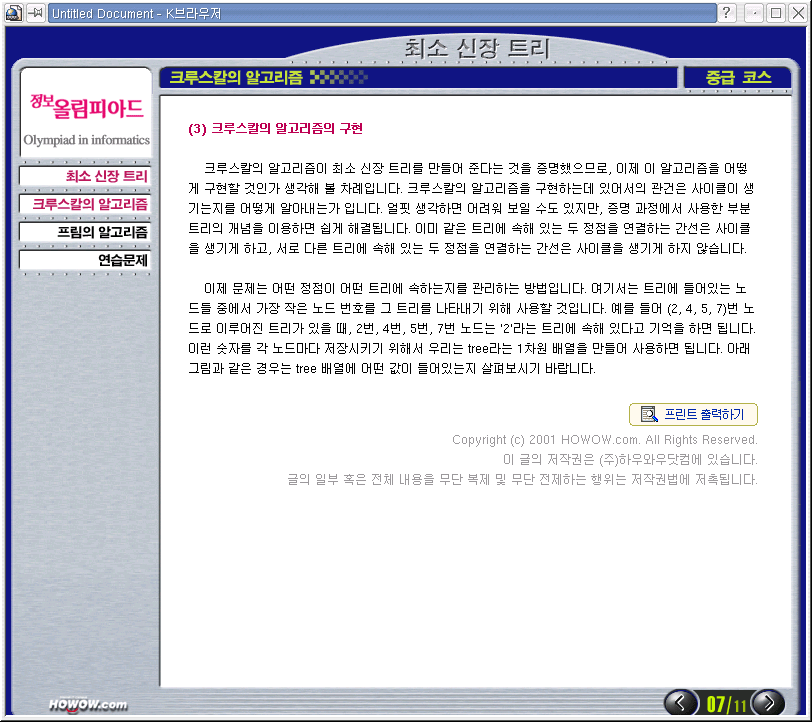 Untitled Document - K브라우저
최소 신장 트리
크루스칼의 알고리즘
중급 코스
정보올림피아드
Olympiad in informatics
최소 신장 트리
크루스칼의 알고리즘
프림의 알고리즘
연습문제
(3) 크루스칼의 알고리즘의 구현
크루스칼의 알고리즘이 최소 신장 트리를 만들어 준다는 것을 증명했으므로, 이제 이 알고리즘을 어떻
게 구현할 것인가 생각해 볼 차례입니다. 크루스칼의 알고리즘을 구현하는데 있어서의 관건은 사이클이 생
기는지를 어떻게 알아내는가 입니다. 얼핏 생각하면 어려워 보일 수도 있지만, 증명 과정에서 사용한 부분
트리의 개념을 이용하면 쉽게 해결됩니다. 이미 같은 트리에 속해 있는 두 정점을 연결하는 간선은 사이클
을 생기게 하고, 서로 다른 트리에 속해 있는 두 정점을 연결하는 간선은 사이클을 생기게 하지 않습니다.
이제 문제는 어떤 정점이 어떤 트리에 속하는지를 관리하는 방법입니다. 여기서는 트리에 들어있는 노
드들 중에서 가장 작은 노드 번호를 그 트리를 나타내기 위해 사용할 것입니다. 예를 들어 (2, 4, 5, 7)번 노
드로 이루어진 트리가 있을 때, 2번, 4번, 5번, 7번 노드는 '2'라는 트리에 속해 있다고 기억을 하면 됩니다.
이런 숫자를 각 노드마다 저장시키기 위해서 우리는 tree라는 1차원 배열을 만들어 사용하면 됩니다. 아래
그림과 같은 경우는 tree 배열에 어떤 값이 들어있는지 살펴보시기 바랍니다.
프린트 출력하기
Copyright (c) 2001 HOWOW.com. All Rights Reserved.
이 글의 저작권은 (주)하우와우닷컴에 있습니다.
글의 일부 혹은 전체 내용을 무단 복제 및 무단 전제하는 행위는 저작권법에 저촉됩니다.
HOWOW.com
07/11